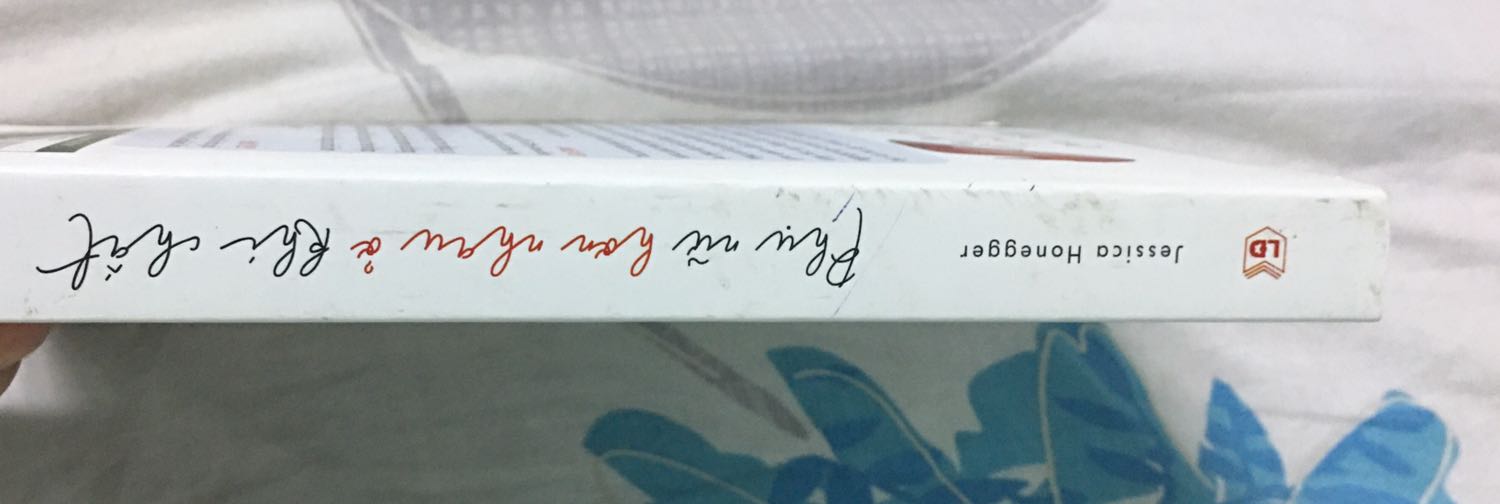 LD
Jessica Honegger
Phụ nữ hơn nhau ở khí chất